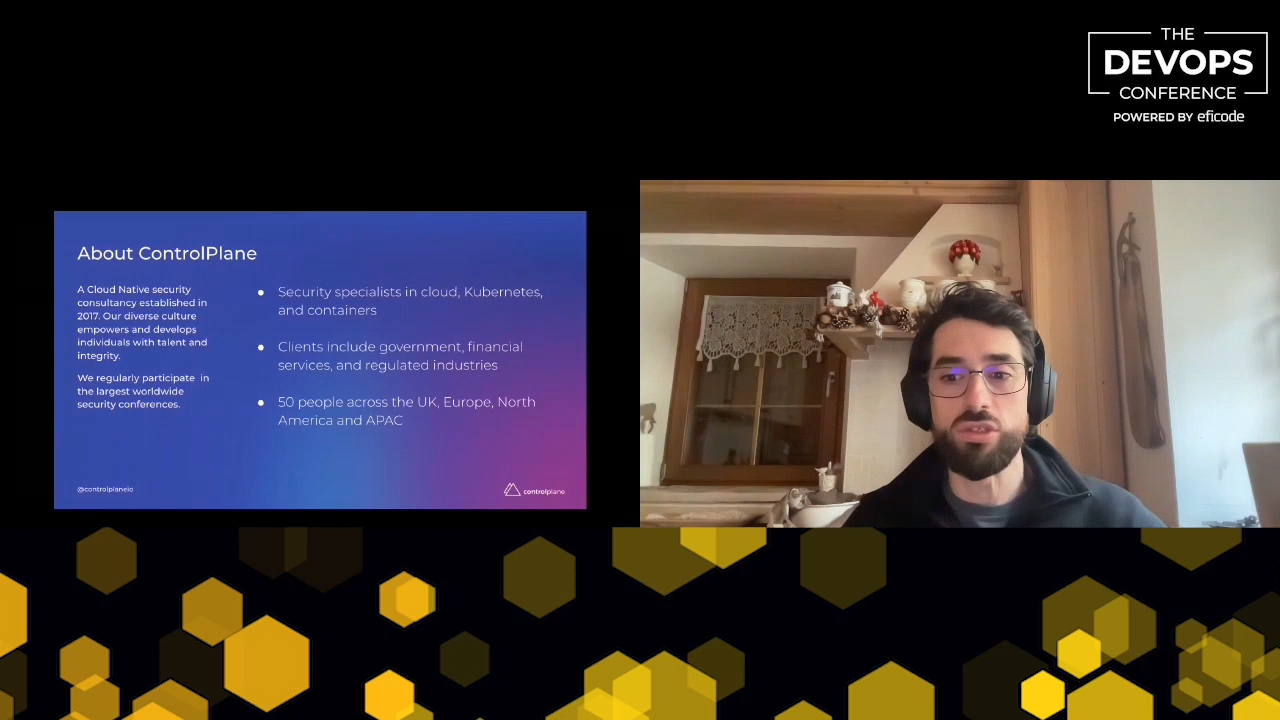 THE
DEVOPS
CONFERENCE
POWERED BY eficode
About ControlPlane
A Cloud Native security
consultancy established in
2017. Our diverse culture
empowers and develops
individuals with talent and
integrity.
We regularly participate in
the largest worldwide
security conferences.
Security specialists in cloud, Kubernetes,
and containers
Clients include government, financial
services, and regulated industries
50 people across the UK, Europe, North
America and APAC
@controlplaneio
controlplane